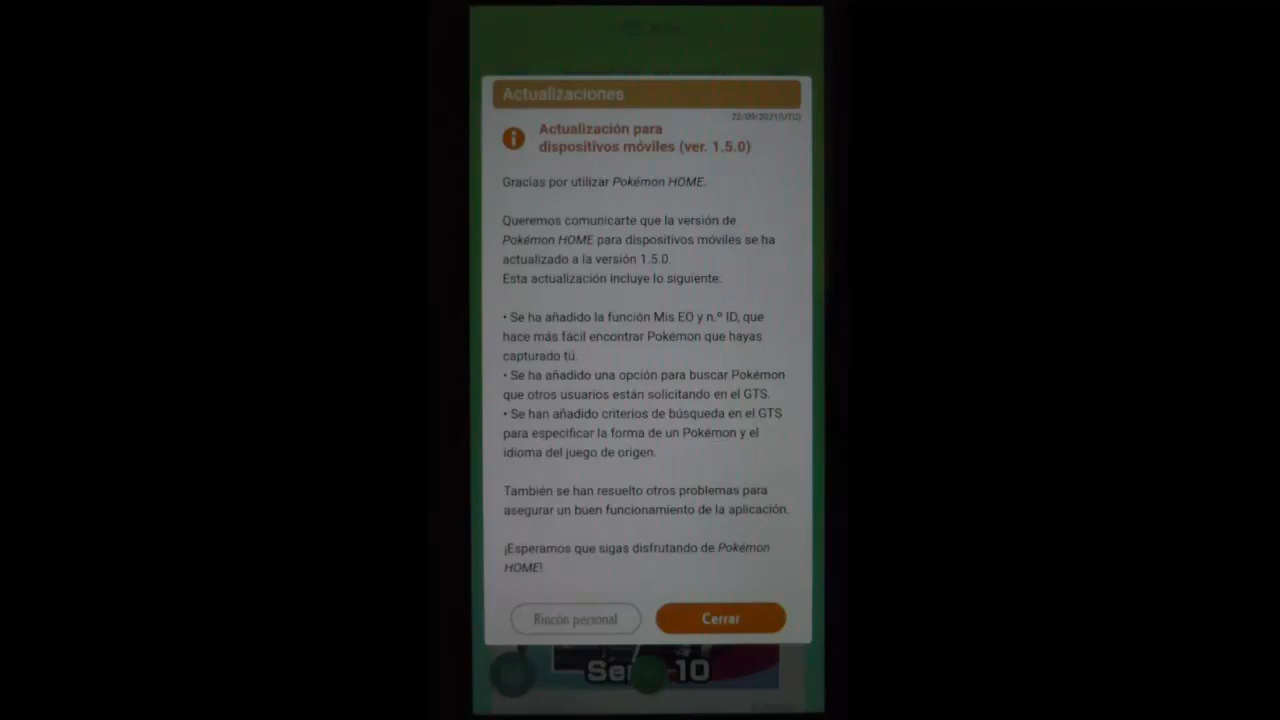 Actualizaciones
22/09/2021(UTC)
Actualización para
dispositivos móviles (ver. 1.5.0)
Gracias por utilizar Pokémon HOME.
Queremos comunicarte que la versión de
Pokémon HOME para dispositivos móviles se ha
actualizado a la versión 1.5.0.
Esta actualización incluye lo siguiente:
• Se ha añadido la función Mis EO y n.º ID, que
hace más fácil encontrar Pokémon que hayas
capturado tú.
• Se ha añadido una opción para buscar Pokémon
que otros usuarios están solicitando en el GTS.
• Se han añadido criterios de búsqueda en el GTS
para especificar la forma de un Pokémon y el
idioma del juego de origen.
También se han resuelto otros problemas para
asegurar un buen funcionamiento de la aplicación.
¡Esperamos que sigas disfrutando de Pokémon
HOME!
Rincón personal
Cerrar
10